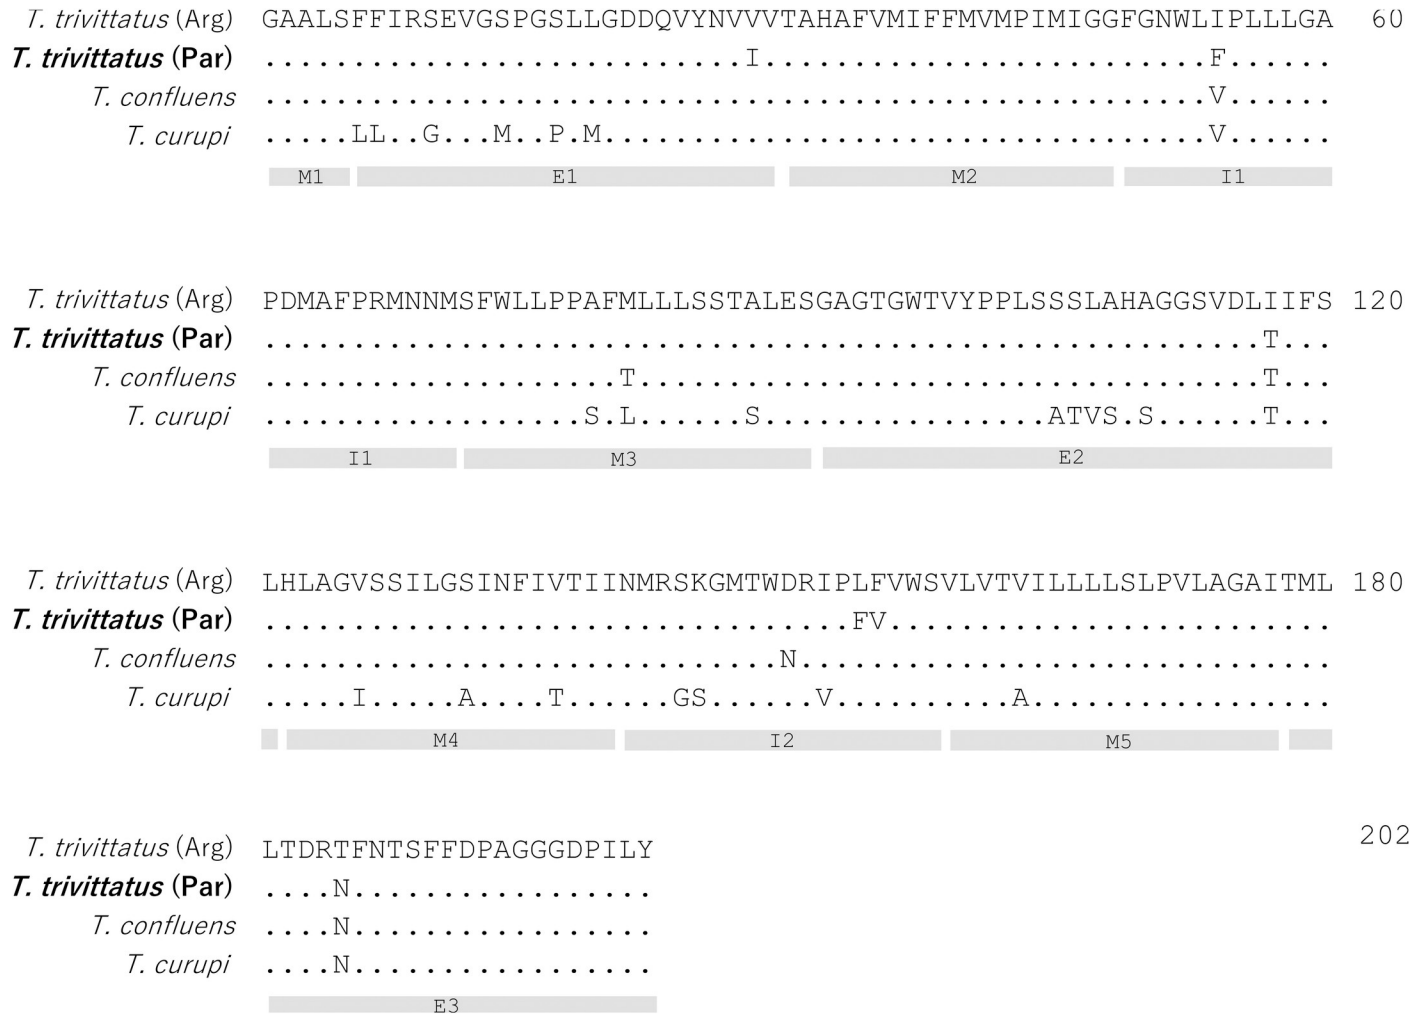 T. trivittatus (Arg) GAALSFFIRSEVGSPGSLLGDDQVYNVVVTAHAFVMIFFMVMPIMIGGFGNWLIPLLLGA 60
T. trivittatus (Par) ...........................I.........................F......
T. confluens .....................................................V......
T. curupi .....LL..G...M..P.M..................................V......
M1 E1 M2 I1
T. trivittatus (Arg) PDMAFPRMNNMSFWLLPPAFMLLLSSTALESGAGTGWTVYPPLSSSLAHAGGSVDLIIFS 120
T. trivittatus (Par) ........................................................T...
T. confluens ....................T...................................T...
T. curupi ..................S.L......S................ATVS.S......T...
I1 M3 E2
T. trivittatus (Arg) LHLAGVSSILGSINFIVTIINMRSKGMTWDRIPLFVWSVLVTVILLLLSLPVLAGAITML 180
T. trivittatus (Par) .................................FV.........................
T. confluens .............................N..............................
T. curupi .....I.....A....T......GS......V..........A.................
M4 I2 M5
T. trivittatus (Arg) LTDRTFNTSFFDPAGGGDPILY 202
T. trivittatus (Par) ....N.................
T. confluens ....N.................
T. curupi ....N.................
E3